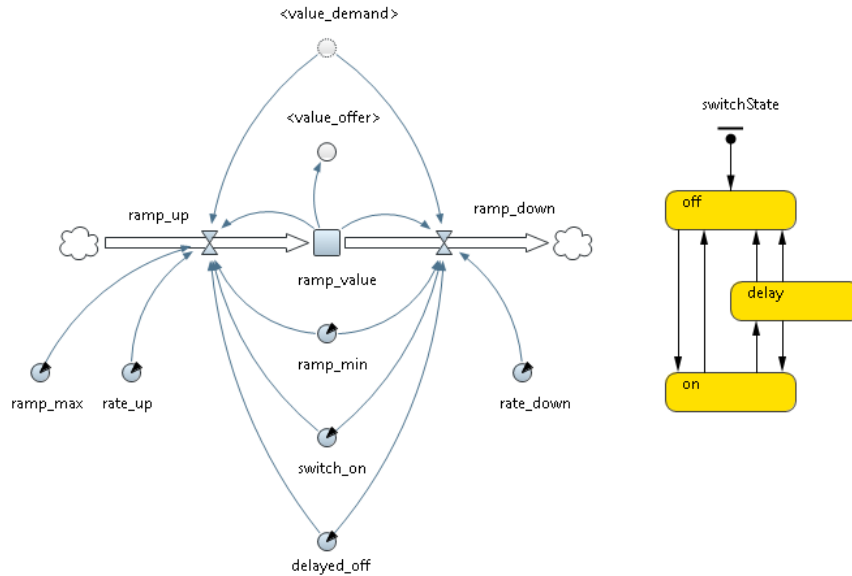 <value_demand>
<value_offer>
ramp_up
ramp_down
ramp_value
ramp_min
ramp_max
rate_up
rate_down
switch_on
delayed_off
switchState
off
delay
on